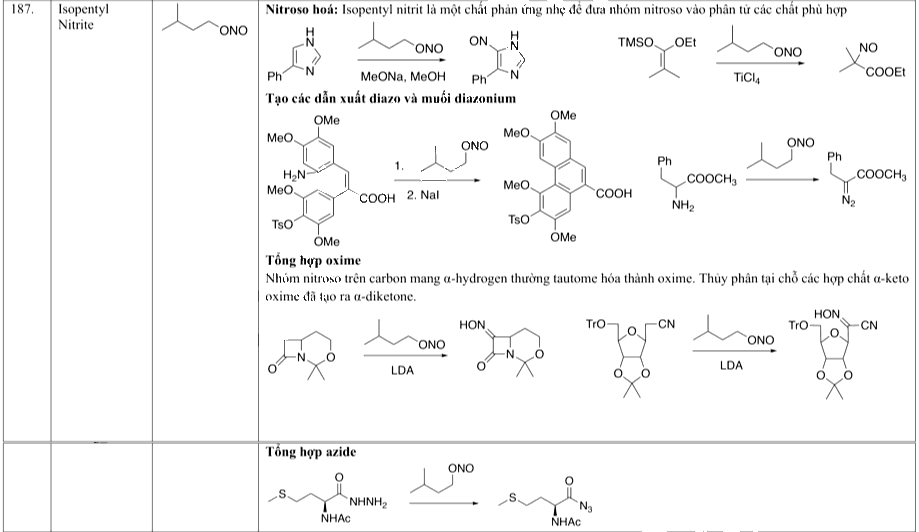 187.
Isopentyl
Nitrite
ONO
Nitroso hoá: Isopentyl nitrit là một chất phản ứng nhẹ để đưa nhóm nitroso vào phân tử các chất phù hợp
H
N
N
Ph
ONO
MeONa, MeOH
ON
H
N
N
Ph
TMSO
OEt
ONO
TiCl4
NO
COOEt
Tạo các dẫn xuất diazo và muối diazonium
OMe
MeO
H2N
MeO
COOH
TsO
OMe
1.
ONO
2. NaI
OMe
MeO
MeO
COOH
TsO
OMe
Ph
COOCH3
NH2
ONO
Ph
COOCH3
N2
Tổng hợp oxime
Nhóm nitroso trên carbon mang α-hydrogen thường tautome hóa thành oxime. Thủy phân tại chỗ các hợp chất α-keto
oxime đã tạo ra α-diketone.
N
O
O
ONO
LDA
HON
N
O
O
TrO
O
CN
O
O
ONO
LDA
HON
TrO
O
CN
O
O
Tổng hợp azide
S
O
NHNH2
NHAc
ONO
S
O
N3
NHAc